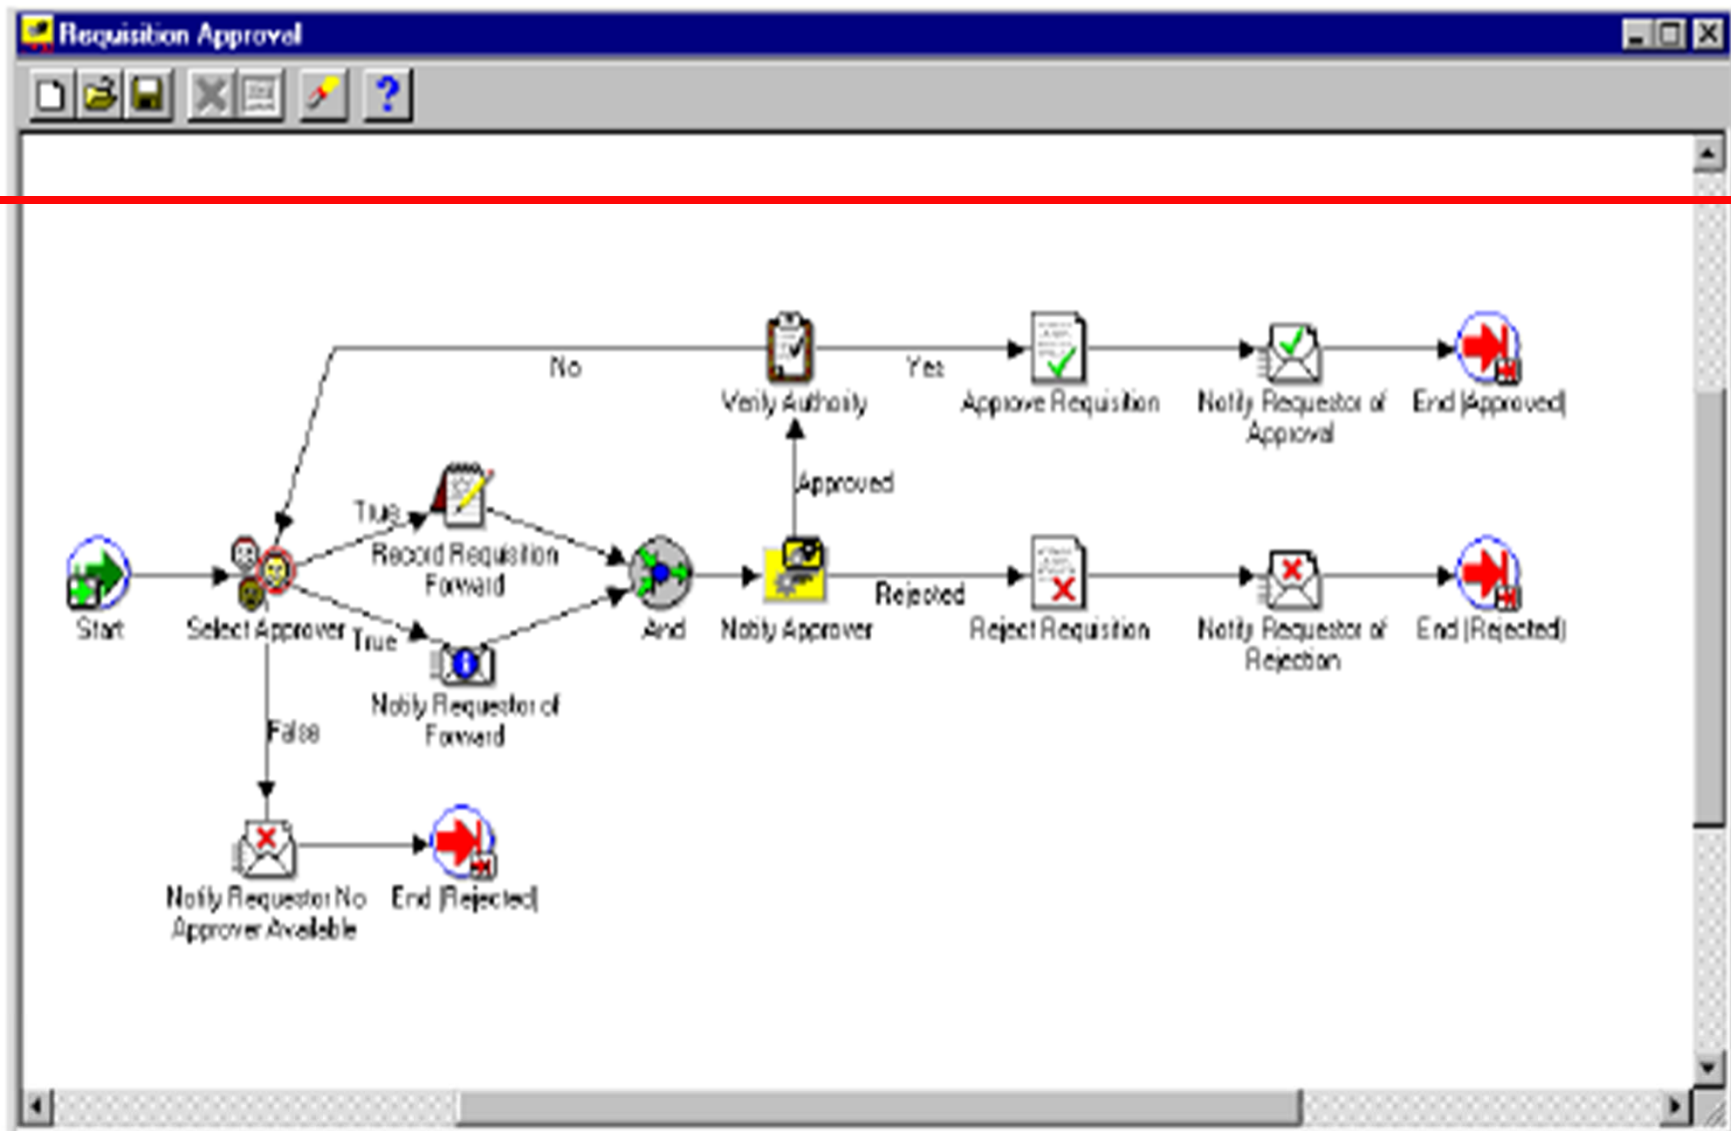 Requisition Approval
No
Yes
Verify Authority
Approve Requisition
Notify Requestor of
Approval
End (Approved)
Approved
True
Record Requisition
Forward
Start
Select Approver
True
And
Notify Approver
Rejected
Reject Requisition
Notify Requestor of
Rejection
End (Rejected)
Notify Requestor of
Forward
False
Notify Requestor No
Approver Available
End (Rejected)